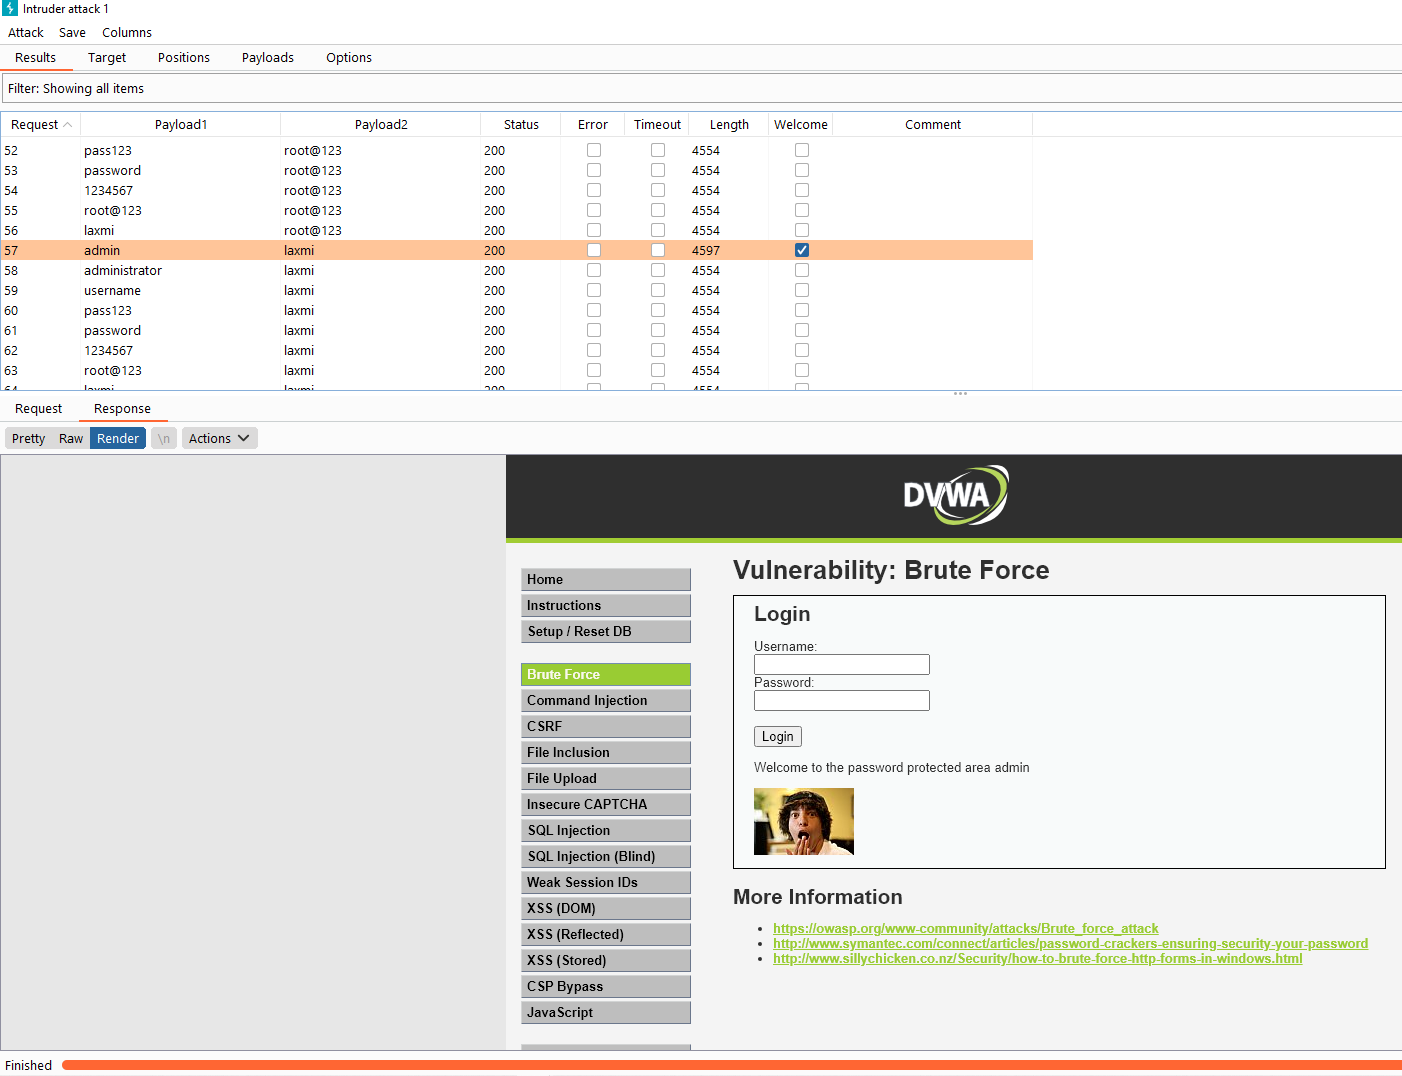 Intruder attack 1
Attack Save Columns
Results Target Positions Payloads Options
Filter: Showing all items
Request Payload1 Payload2 Status Error Timeout Length Welcome Comment
52 pass123 root@123 200 4554
53 password root@123 200 4554
54 1234567 root@123 200 4554
55 root@123 root@123 200 4554
56 laxmi root@123 200 4554
57 admin laxmi 200 4597
58 administrator laxmi 200 4554
59 username laxmi 200 4554
60 pass123 laxmi 200 4554
61 password laxmi 200 4554
62 1234567 laxmi 200 4554
63 root@123 laxmi 200 4554
64 laxmi laxmi 200 4554
Request Response
Pretty Raw Render \n Actions
DVWA
Home
Instructions
Setup / Reset DB
Brute Force
Command Injection
CSRF
File Inclusion
File Upload
Insecure CAPTCHA
SQL Injection
SQL Injection (Blind)
Weak Session IDs
XSS (DOM)
XSS (Reflected)
XSS (Stored)
CSP Bypass
JavaScript
Vulnerability: Brute Force
Login
Username:
Password:
Login
Welcome to the password protected area admin
More Information
https://owasp.org/www-community/attacks/Brute_force_attack
http://www.symantec.com/connect/articles/password-crackers-ensuring-security-your-password
http://www.sillychicken.co.nz/Security/how-to-brute-force-http-forms-in-windows.html
Finished